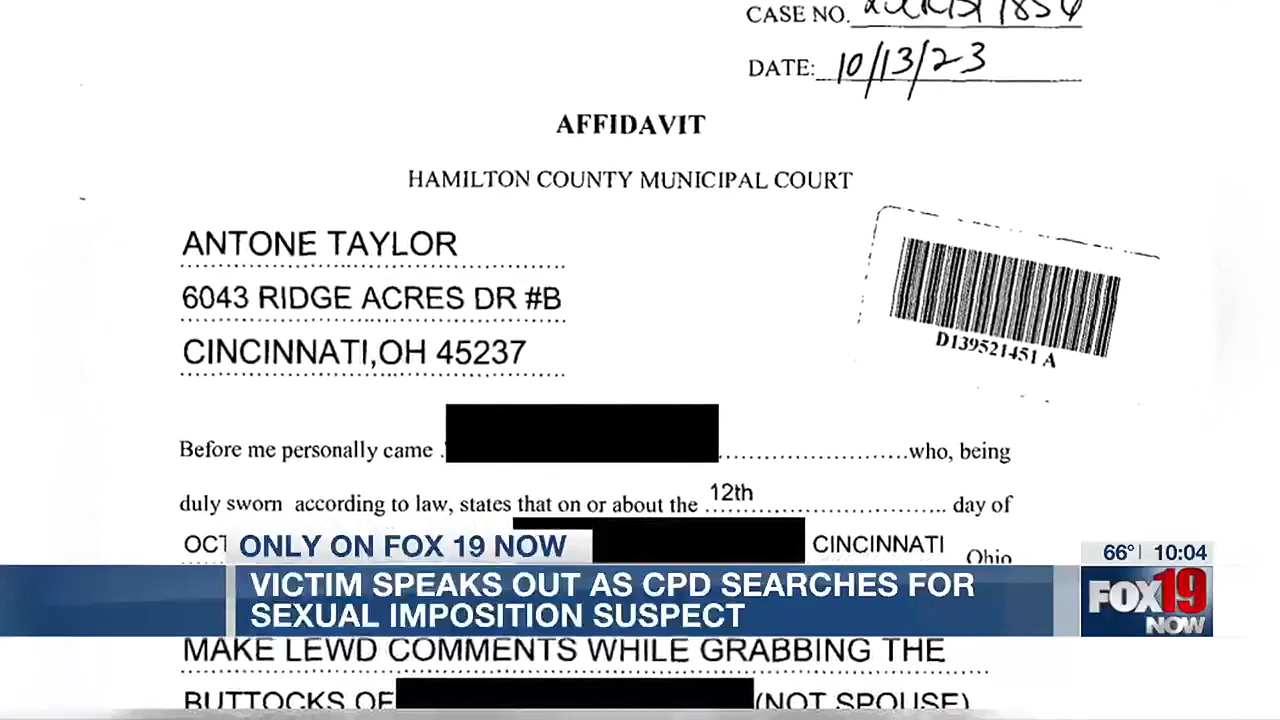 CASE NO.
DATE: 10/13/23
AFFIDAVIT
HAMILTON COUNTY MUNICIPAL COURT
ANTONE TAYLOR
6043 RIDGE ACRES DR #B
CINCINNATI,OH 45237
D139521451 A
Before me personally came who, being
duly sworn according to law, states that on or about the 12th day of
OCT CINCINNATI Ohio
ONLY ON FOX 19 NOW
66° 10:04
VICTIM SPEAKS OUT AS CPD SEARCHES FOR
SEXUAL IMPOSITION SUSPECT
FOX19
NOW
MAKE LEWD COMMENTS WHILE GRABBING THE
BUTTOCKS OF (NOT SPOUSE)